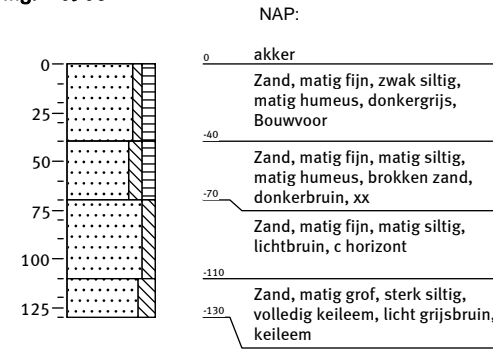 NAP:
0 akker
0
Zand, matig fijn, zwak siltig,
matig humeus, donkergrijs,
Bouwvoor
25
-40
50
Zand, matig fijn, matig siltig,
matig humeus, brokken zand,
donkerbruin, xx
-70
75
Zand, matig fijn, matig siltig,
lichtbruin, c horizont
100
-110
Zand, matig grof, sterk siltig,
volledig keileem, licht grijsbruin,
keileem
125
-130